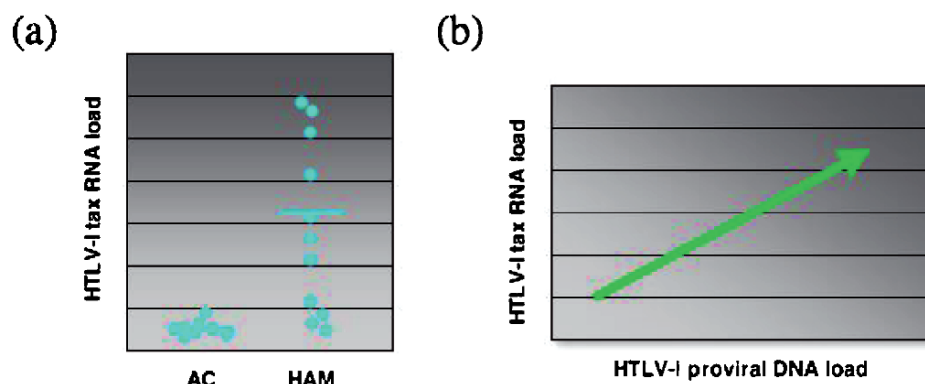 (a)
HTLV-I tax RNA load
AC HAM
(b)
HTLV-I tax RNA load
HTLV-I proviral DNA load